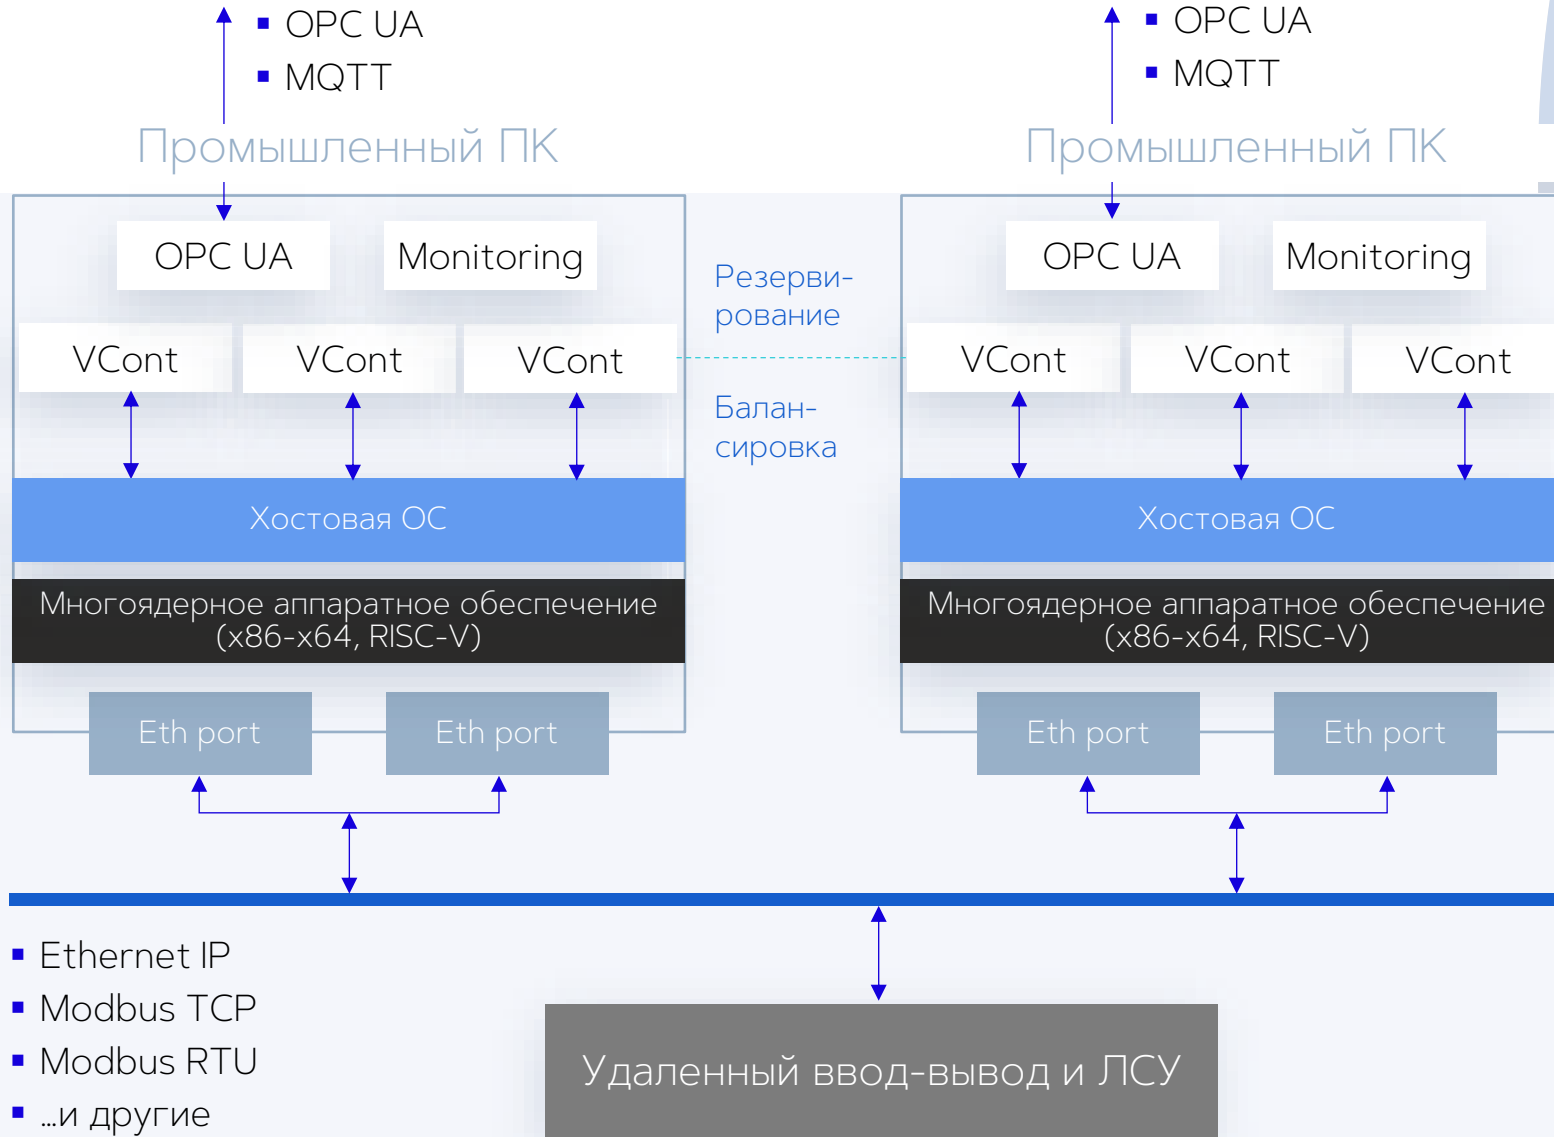 OPC UA
MQTT
Промышленный ПК
OPC UA
Monitoring
VCont
VCont
VCont
Хостовая ОС
Многоядерное аппаратное обеспечение
(x86-x64, RISC-V)
Eth port
Eth port
Резерви-
рование
Балан-
сировка
OPC UA
MQTT
Промышленный ПК
OPC UA
Monitoring
VCont
VCont
VCont
Хостовая ОС
Многоядерное аппаратное обеспечение
(x86-x64, RISC-V)
Eth port
Eth port
Ethernet IP
Modbus TCP
Modbus RTU
...и другие
Удаленный ввод-вывод и ЛСУ